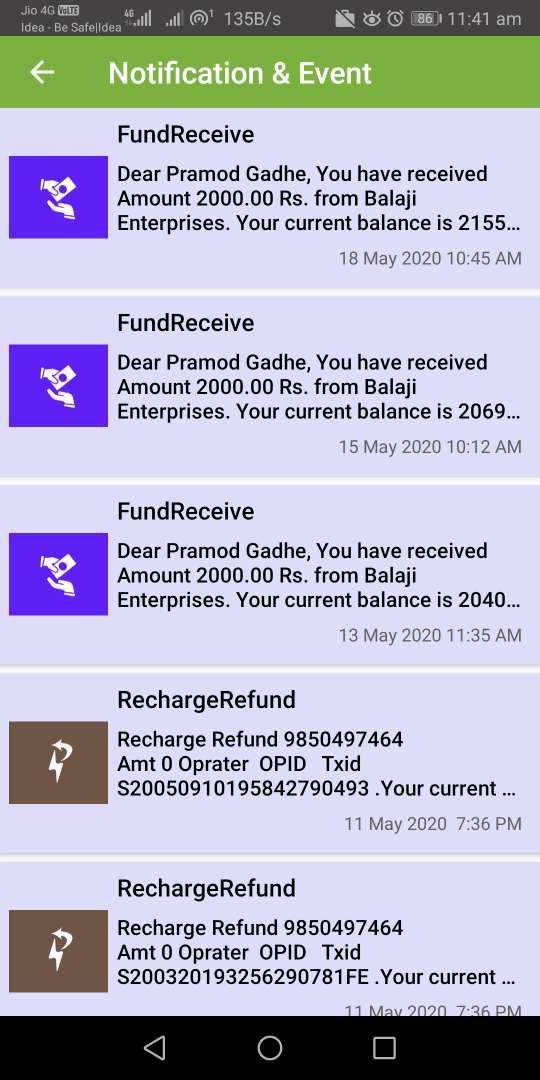 Jio 4G VoLTE
Idea - Be Safe|Idea
4G
1
135B/s
86
11:41 am
Notification & Event
FundReceive
Dear Pramod Gadhe, You have received
Amount 2000.00 Rs. from Balaji
Enterprises. Your current balance is 2155...
18 May 2020 10:45 AM
FundReceive
Dear Pramod Gadhe, You have received
Amount 2000.00 Rs. from Balaji
Enterprises. Your current balance is 2069...
15 May 2020 10:12 AM
FundReceive
Dear Pramod Gadhe, You have received
Amount 2000.00 Rs. from Balaji
Enterprises. Your current balance is 2040...
13 May 2020 11:35 AM
RechargeRefund
Recharge Refund 9850497464
Amt 0 Oprater OPID Txid
S20050910195842790493 .Your current ...
11 May 2020 7:36 PM
RechargeRefund
Recharge Refund 9850497464
Amt 0 Oprater OPID Txid
S200320193256290781FE .Your current ...
11 May 2020 7:36 PM